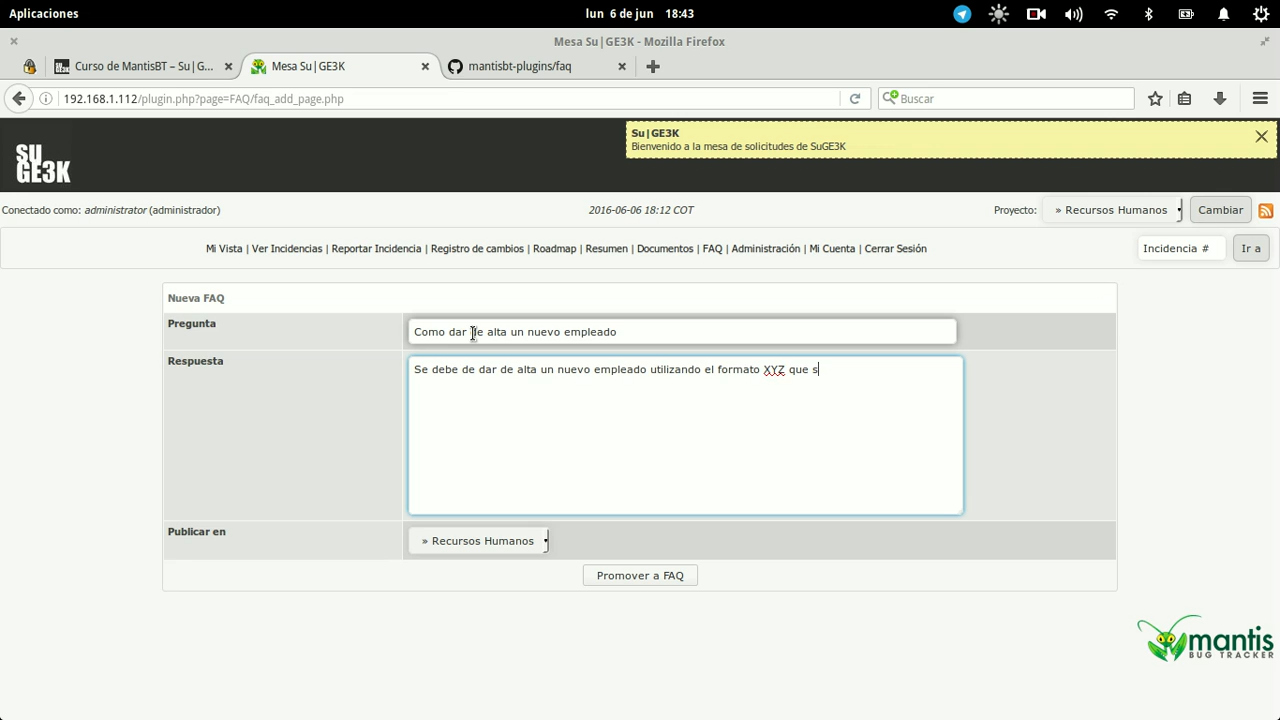 Aplicaciones
lun 6 de jun 18:43
Mesa Su|GE3K - Mozilla Firefox
Curso de MantisBT – Su|G...
Mesa Su|GE3K
mantisbt-plugins/faq
192.168.1.112/plugin.php?page=FAQ/faq_add_page.php
Buscar
SU
GE3K
Su|GE3K
Bienvenido a la mesa de solicitudes de SuGE3K
Conectado como: administrator (administrador)
2016-06-06 18:12 COT
Proyecto:
» Recursos Humanos
Cambiar
Mi Vista | Ver Incidencias | Reportar Incidencia | Registro de cambios | Roadmap | Resumen | Documentos | FAQ | Administración | Mi Cuenta | Cerrar Sesión
Incidencia #
Ir a
Nueva FAQ
Pregunta
Como dar de alta un nuevo empleado
Respuesta
Se debe de dar de alta un nuevo empleado utilizando el formato XYZ que s
Publicar en
» Recursos Humanos
Promover a FAQ
mantis
BUG TRACKER